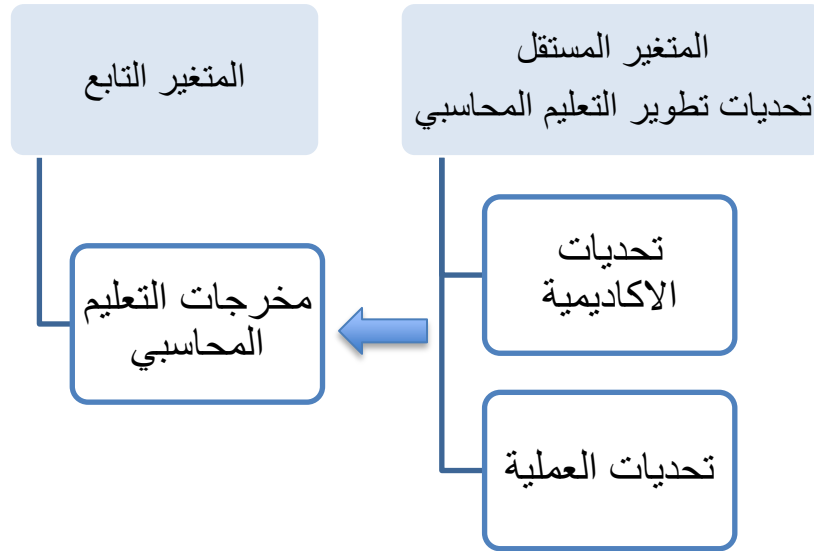 المتغير المستقل
تحديات تطوير التعليم المحاسبي
المتغير التابع
تحديات
الاكاديمية
مخرجات التعليم
المحاسبي
تحديات العملية